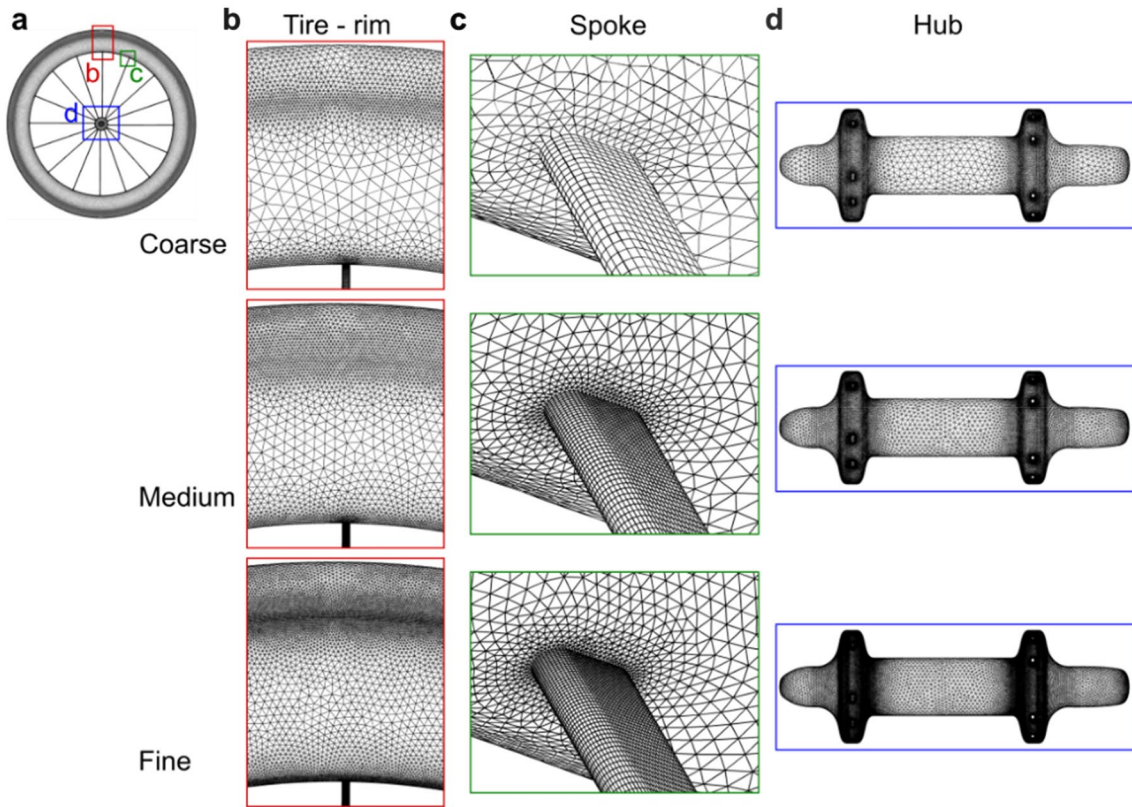 a
b
c
d
b Tire - rim
c Spoke
d Hub
Coarse
Medium
Fine